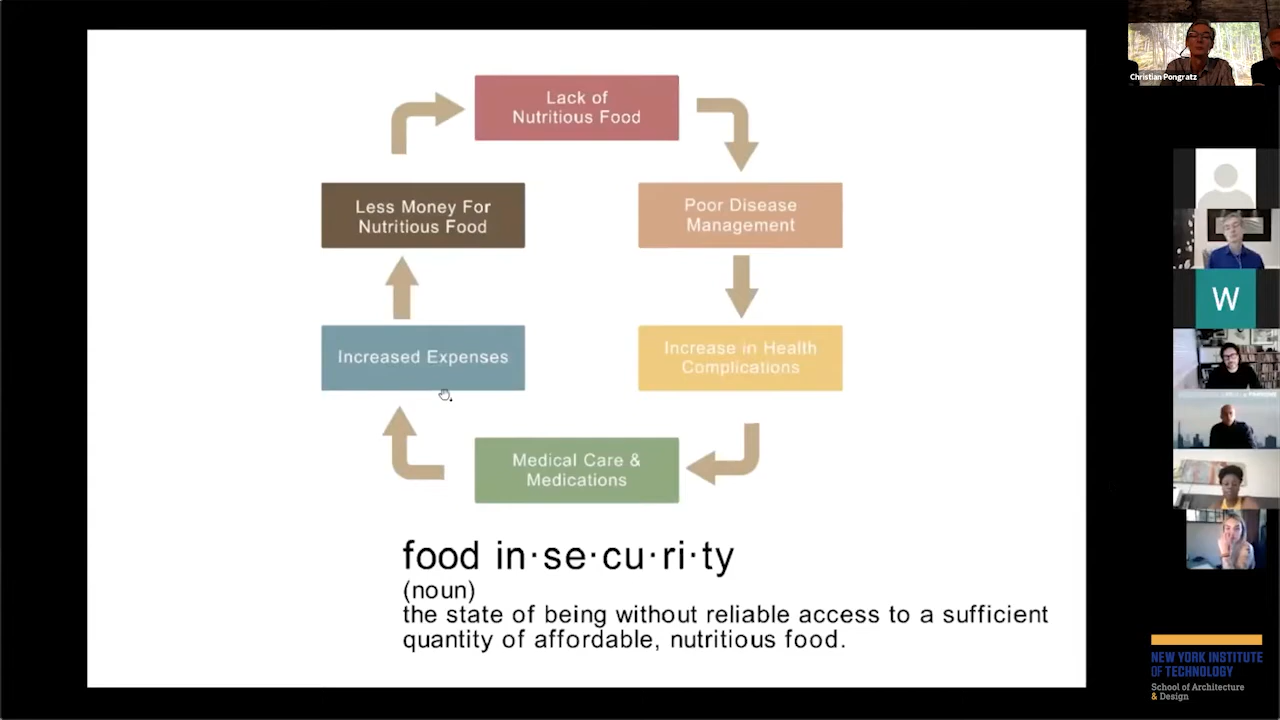 Lack of
Nutritious Food
Less Money For
Nutritious Food
Poor Disease
Management
Increased Expenses
Increase in Health
Complications
Medical Care &
Medications
food in·se·cu·ri·ty
(noun)
the state of being without reliable access to a sufficient
quantity of affordable, nutritious food.
Christian Pongratz
W
NEW YORK INSTITUTE
OF TECHNOLOGY
School of Architecture
& Design